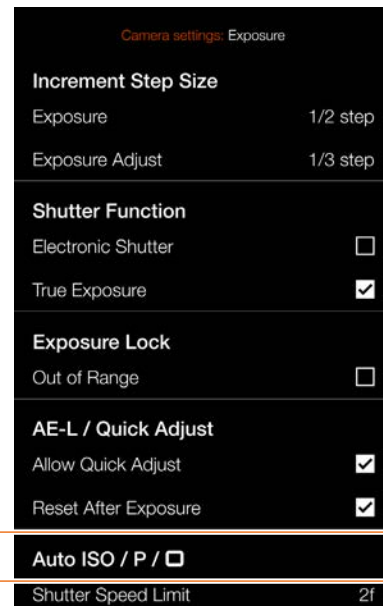 Camera settings: Exposure
Increment Step Size
Exposure 1/2 step
Exposure Adjust 1/3 step
Shutter Function
Electronic Shutter
True Exposure
Exposure Lock
Out of Range
AE-L / Quick Adjust
Allow Quick Adjust
Reset After Exposure
Auto ISO / P /
Shutter Speed Limit 2f